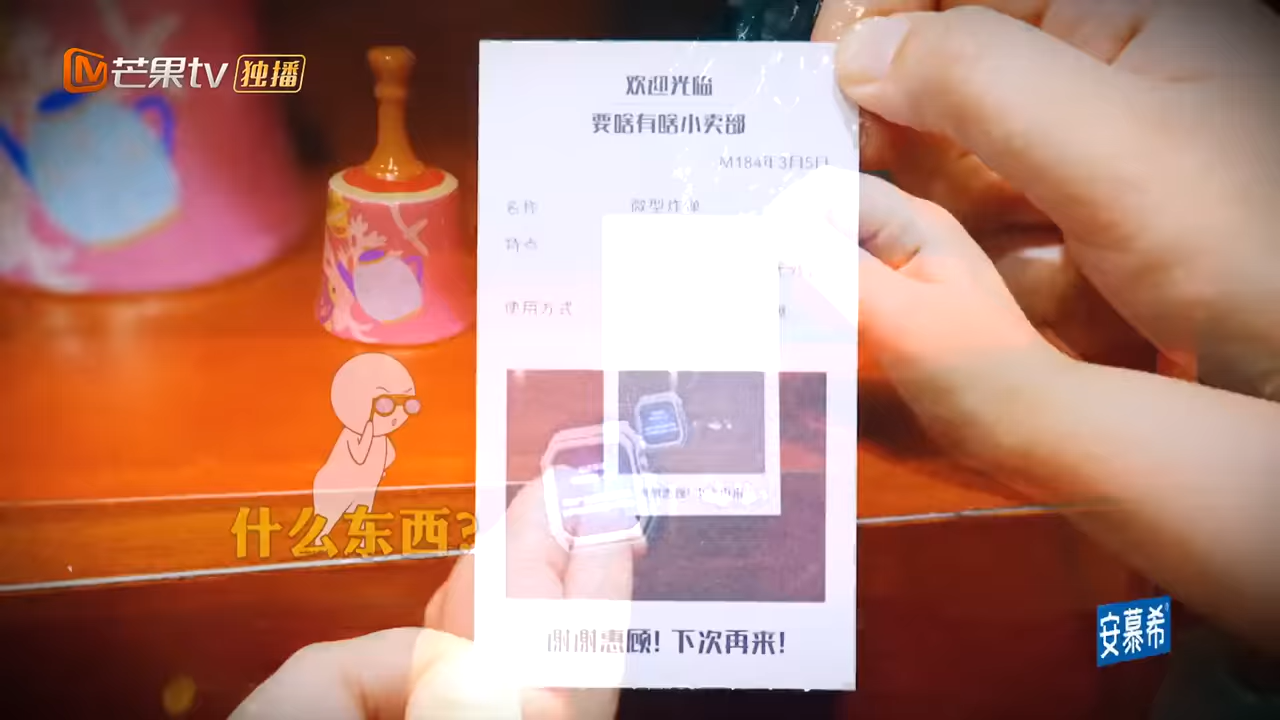 芒果tv 独播
欢迎光临
要啥有啥小卖部
M184年3月5日
名称 微型炸弹
特点
使用方式
什么东西?
谢谢惠顾! 下次再来!
安慕希